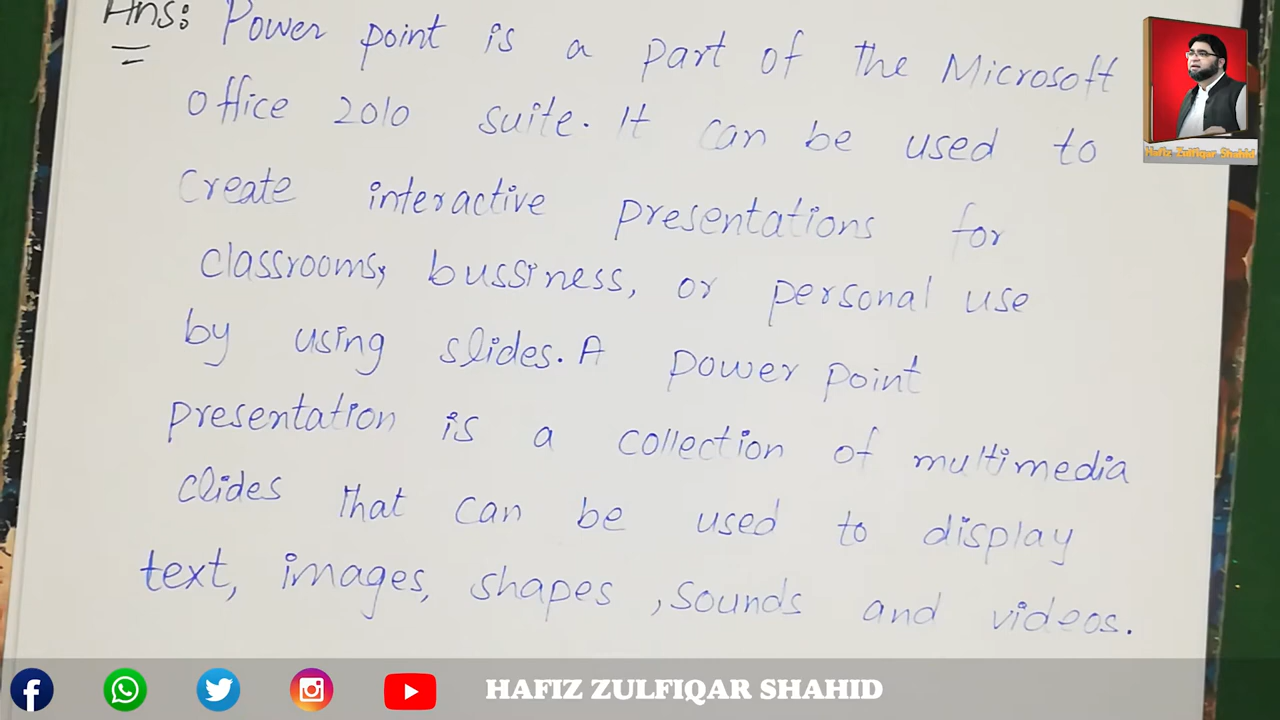 Ans: Power point is a part of the Microsoft
Office 2010 suite. It can be used to
create interactive presentations for
classrooms, bussiness, or personal use
by using slides. A power point
presentation is a collection of multimedia
clides that can be used to display
text, images, shapes, sounds and videos.
Hafiz Zulfiqar Shahid
HAFIZ ZULFIQAR SHAHID